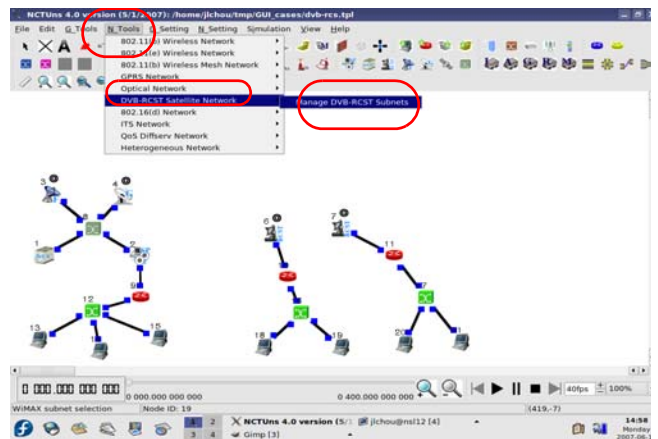 NCTUns 4.0 version (5/1/2007): /home/jlchou/tmp/GUI_cases/dvb-rcs.tpl
File Edit G_Tools N_Tools G_Setting N_Setting Simulation View Help
802.11(b) Wireless Network
802.11(e) Wireless Network
802.11(b) Wireless Mesh Network
GPRS Network
Optical Network
DVB-RCST Satellite Network
Manage DVB-RCST Subnets
802.16(d) Network
ITS Network
QoS Diffserv Network
Heterogeneous Network
3 4
8
1 2
9
12
13 15
6 7
11
18 19
20
0 000 000 000 000
0 000.000 000 000
0 400.000 000 000
40fps 100%
WiMAX subnet selection Node ID: 19 (419,-7)
1 2
3 4
NCTUns 4.0 version (5/
Gimp [3]
jlchou@nsl12 [4]
14:58
Monday